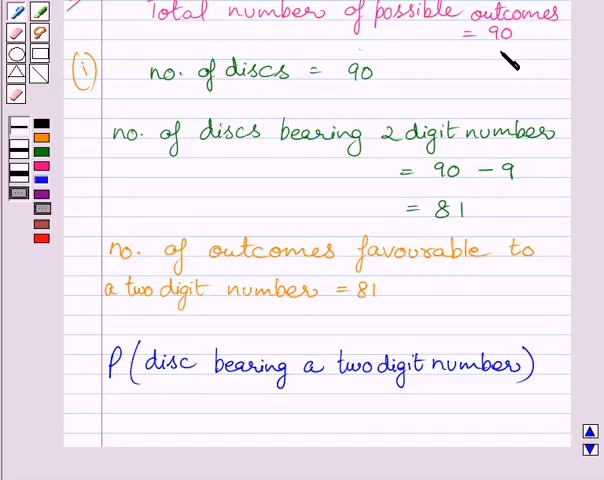 Total number of possible outcomes
= 90
(i) no. of discs = 90
no. of discs bearing 2 digit number
= 90 - 9
= 81
no. of outcomes favourable to
a two digit number = 81
P (disc bearing a two digit number)